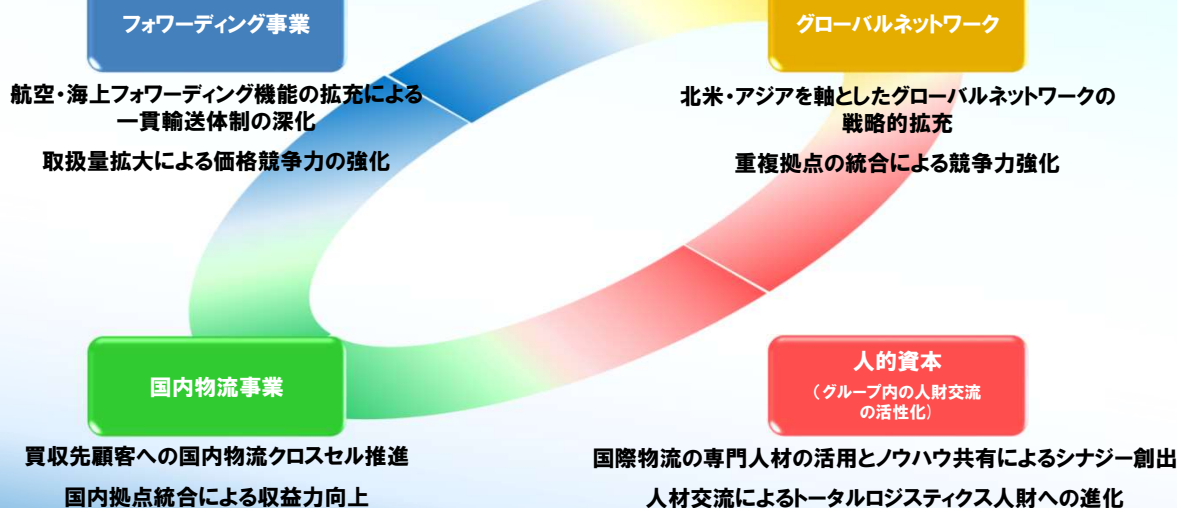 フォワーディング事業
航空・海上フォワーディング機能の拡充による
一貫輸送体制の深化
取扱量拡大による価格競争力の強化
グローバルネットワーク
北米・アジアを軸としたグローバルネットワークの
戦略的拡充
重複拠点の統合による競争力強化
国内物流事業
買収先顧客への国内物流クロスセル推進
国内拠点統合による収益力向上
人的資本
（グループ内の人財交流
の活性化）
国際物流の専門人材の活用とノウハウ共有によるシナジー創出
人材交流によるトータルロジスティクス人財への進化